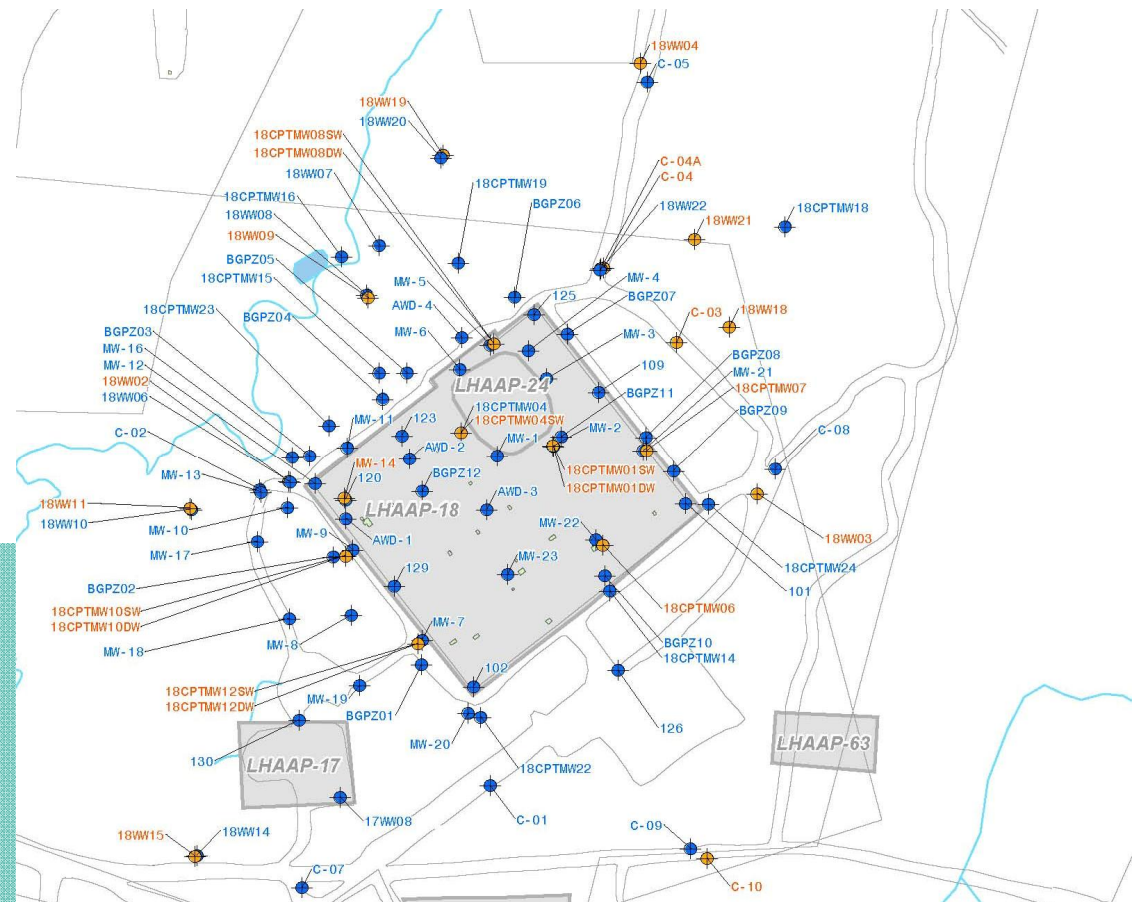 18WW04
C-05
18WW19
18WW20
18CPTMW08SW
18CPTMW08DW
18WW07
18CPTMW16
18WW08
18WW09
BGPZ05
18CPTMW15
18CPTMW19
BGPZ06
C-04A
C-04
18WW22
18WW21
18CPTMW18
MW-5
AWD-4
MW-6
MW-4
BGPZ07
125
MW-3
C-03
18WW18
18CPTMW23
BGPZ04
BGPZ03
MW-16
MW-12
18WW02
18WW06
C-02
MW-13
LHAAP-24
109
BGPZ11
BGPZ08
MW-21
18CPTMW07
BGPZ09
18CPTMW04
18CPTMW04SW
123
MW-11
AWD-2
MW-1
MW-2
C-08
MW-14
120
BGPZ12
18CPTMW01SW
18CPTMW01DW
LHAAP-18
AWD-3
18WW11
18WW10
MW-10
MW-17
MW-9
AWD-1
MW-22
18WW03
MW-23
18CPTMW24
101
BGPZ02
129
18CPTMW10SW
18CPTMW10DW
18CPTMW06
MW-18
MW-8
MW-7
BGPZ10
18CPTMW14
102
18CPTMW12SW
18CPTMW12DW
MW-19
BGPZ01
126
MW-20
130
LHAAP-17
LHAAP-63
18CPTMW22
17WW08
C-01
18WW15
18WW14
C-09
C-07
C-10